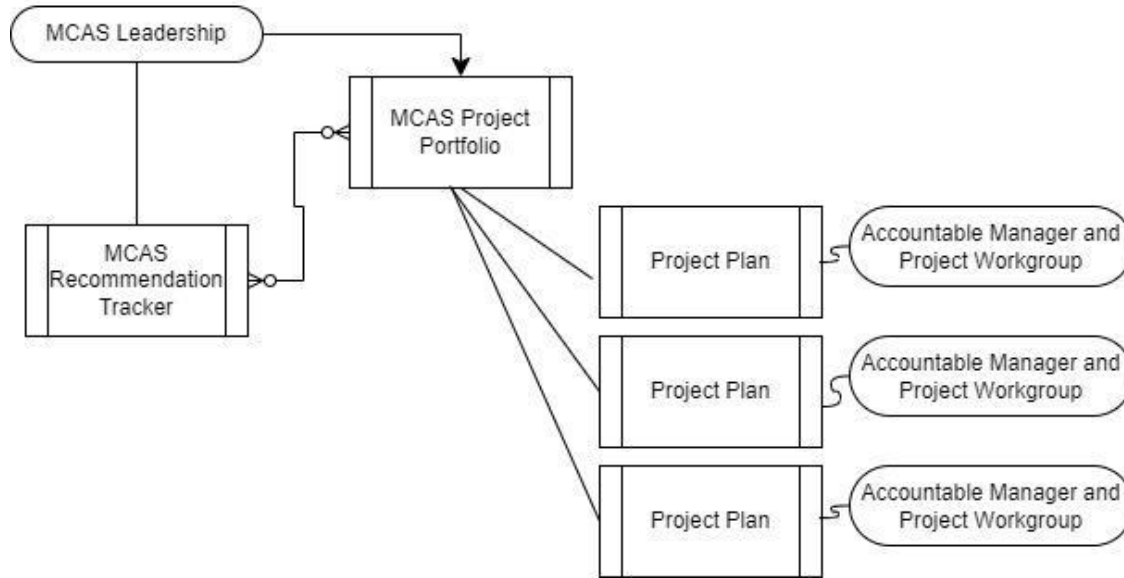 MCAS Leadership
MCAS Project
Portfolio
MCAS
Recommendation
Tracker
Project Plan
Accountable Manager and
Project Workgroup
Project Plan
Accountable Manager and
Project Workgroup
Project Plan
Accountable Manager and
Project Workgroup